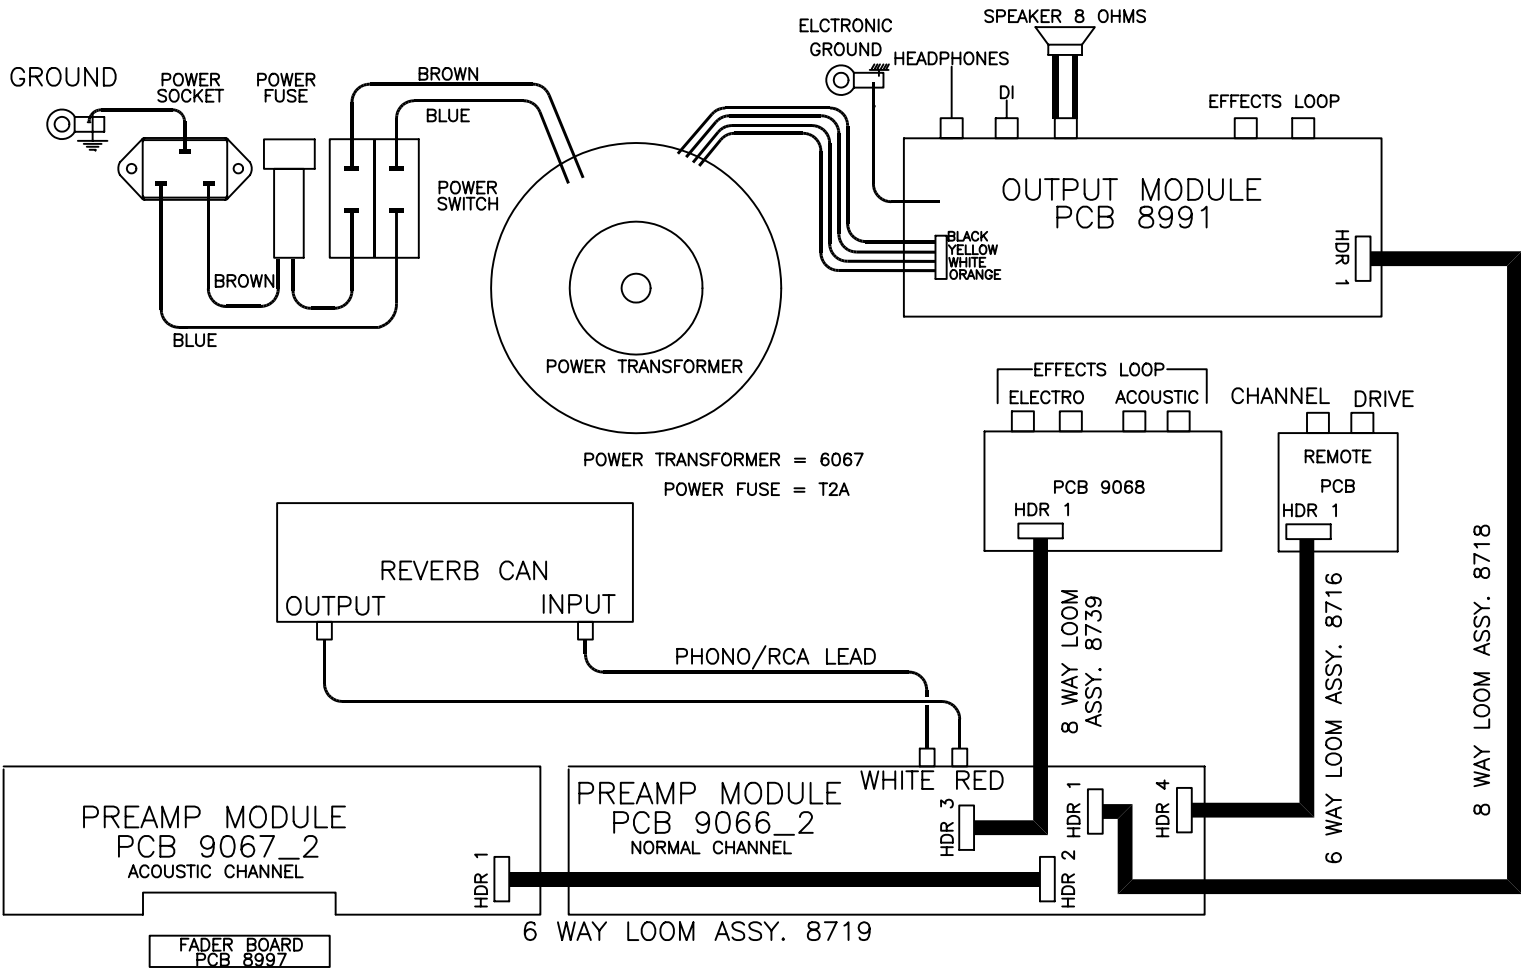 SPEAKER 8 OHMS
ELCTRONIC
GROUND
HEADPHONES
DI
EFFECTS LOOP
GROUND
POWER
SOCKET
POWER
FUSE
BROWN
BLUE
POWER
SWITCH
BROWN
BLUE
POWER TRANSFORMER
OUTPUT MODULE
PCB 8991
BLACK
YELLOW
WHITE
ORANGE
HDR 1
POWER TRANSFORMER = 6067
POWER FUSE = T2A
EFFECTS LOOP
ELECTRO
ACOUSTIC
PCB 9068
HDR 1
CHANNEL
DRIVE
REMOTE
PCB
HDR 1
REVERB CAN
OUTPUT
INPUT
PHONO/RCA LEAD
8 WAY LOOM
ASSY. 8739
6 WAY LOOM ASSY. 8716
8 WAY LOOM ASSY. 8718
PREAMP MODULE
PCB 9067_2
ACOUSTIC CHANNEL
HDR 1
WHITE
RED
PREAMP MODULE
PCB 9066_2
NORMAL CHANNEL
HDR 3
HDR 1
HDR 4
HDR 2
6 WAY LOOM ASSY. 8719
FADER BOARD
PCB 8997